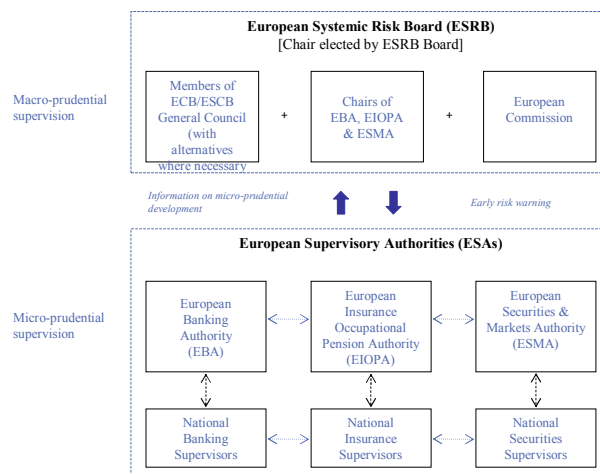 European Systemic Risk Board (ESRB)
[Chair elected by ESRB Board]
Macro-prudential
supervision
Members of
ECB/ESCB
General Council
(with
alternatives
where necessary
+
Chairs of
EBA, EIOPA
& ESMA
+
European
Commission
Information on micro-prudential
development
Early risk warning
European Supervisory Authorities (ESAs)
Micro-prudential
supervision
European
Banking
Authority
(EBA)
European
Insurance
Occupational
Pension Authority
(EIOPA)
European
Securities &
Markets Authority
(ESMA)
National
Banking
Supervisors
National
Insurance
Supervisors
National
Securities
Supervisors